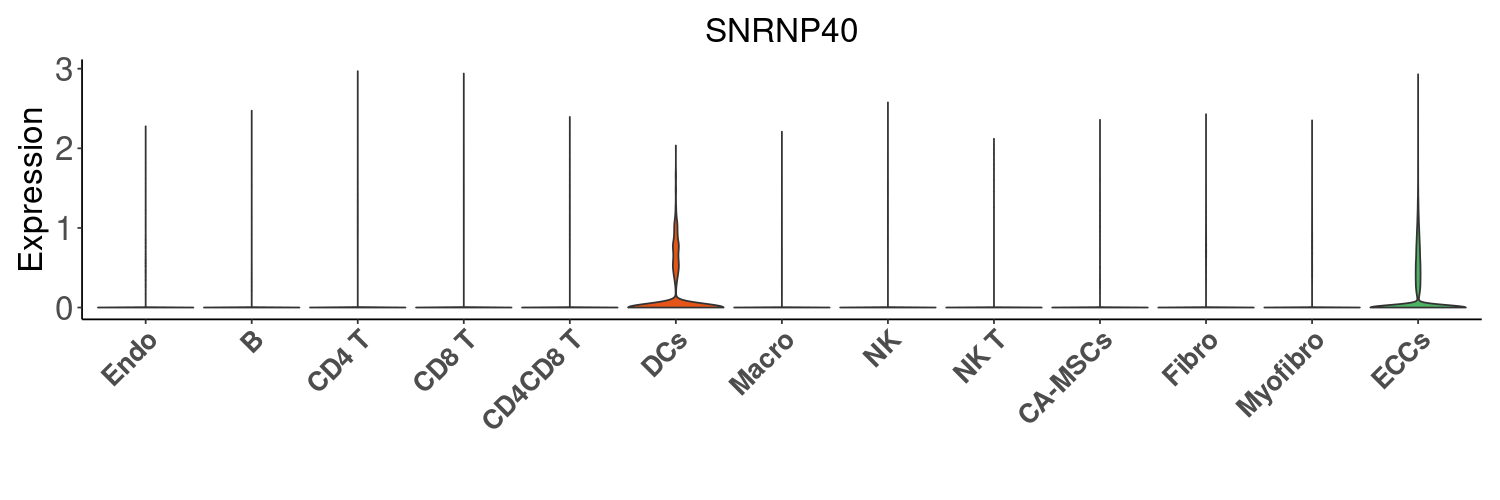 SNRNP40
Expression
3
2
1
0
Endo
B
CD4 T
CD8 T
CD4CD8 T
DCs
Macro
NK
NK T
CA-MSCs
Fibro
Myofibro
ECCs